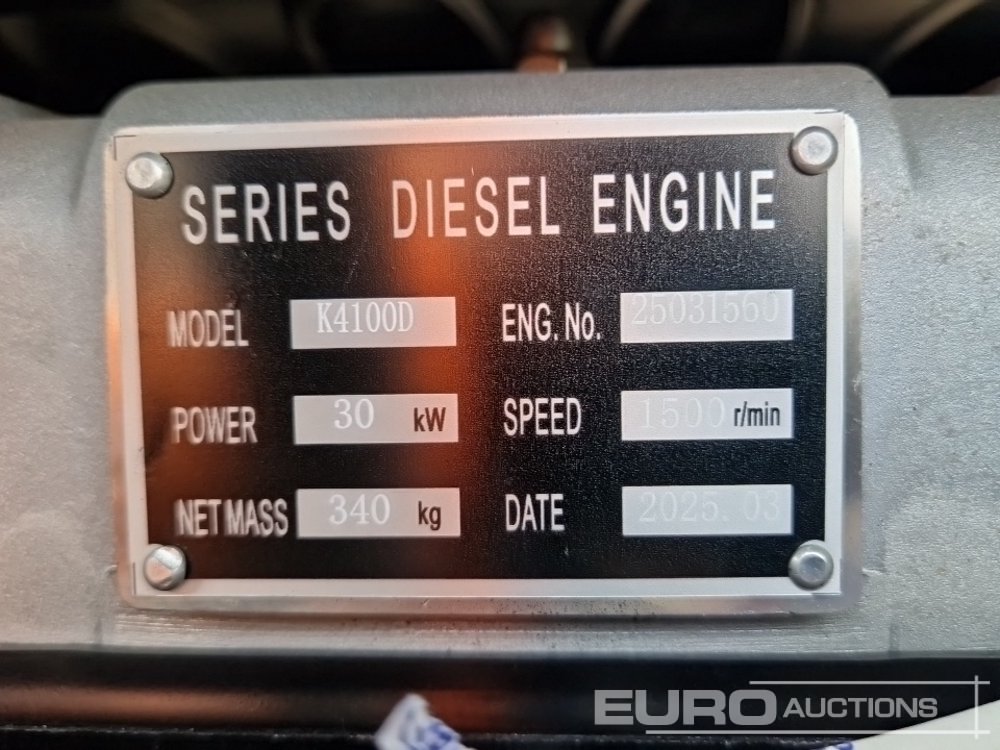 SERIES DIESEL ENGINE
MODEL K4100D ENG. No. 25031560
POWER 30 kW SPEED 1500 r/min
NET MASS 340 kg DATE 2025.03
EURO AUCTIONS